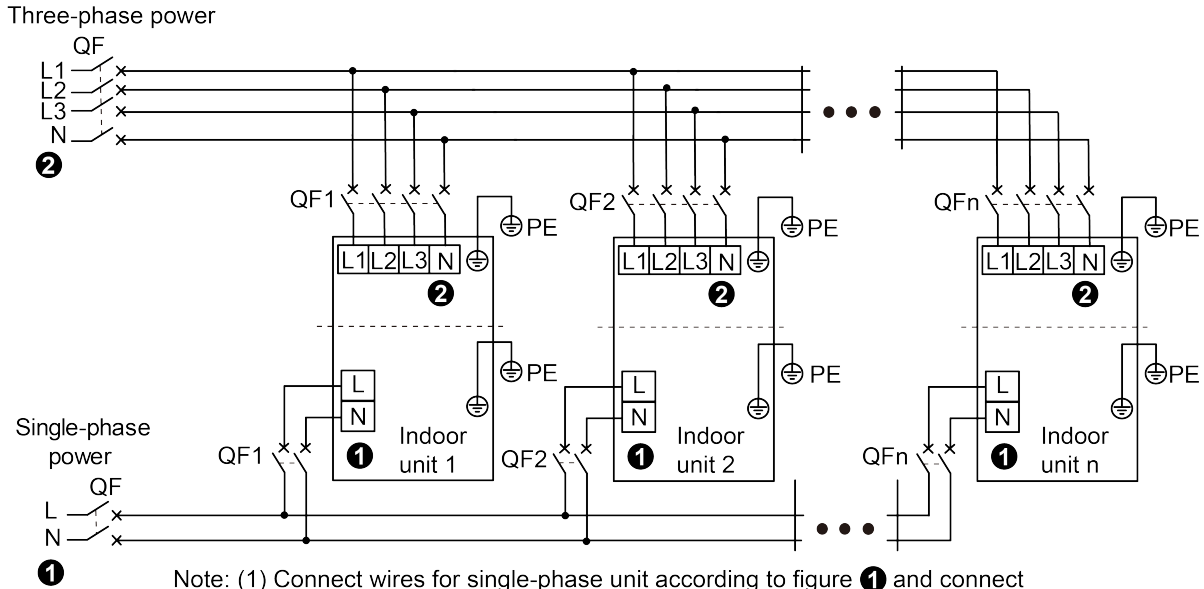 Three-phase power
QF
L1
L2
L3
N
2
QF1
QF2
QFn
PE
PE
PE
L1 L2 L3 N
L1 L2 L3 N
L1 L2 L3 N
2
2
2
PE
PE
PE
L
L
L
N
N
N
Single-phase
power
QF1
1
Indoor
unit 1
QF2
1
Indoor
unit 2
QFn
1
Indoor
unit n
QF
L
N
1
Note: (1) Connect wires for single-phase unit according to figure 1 and connect